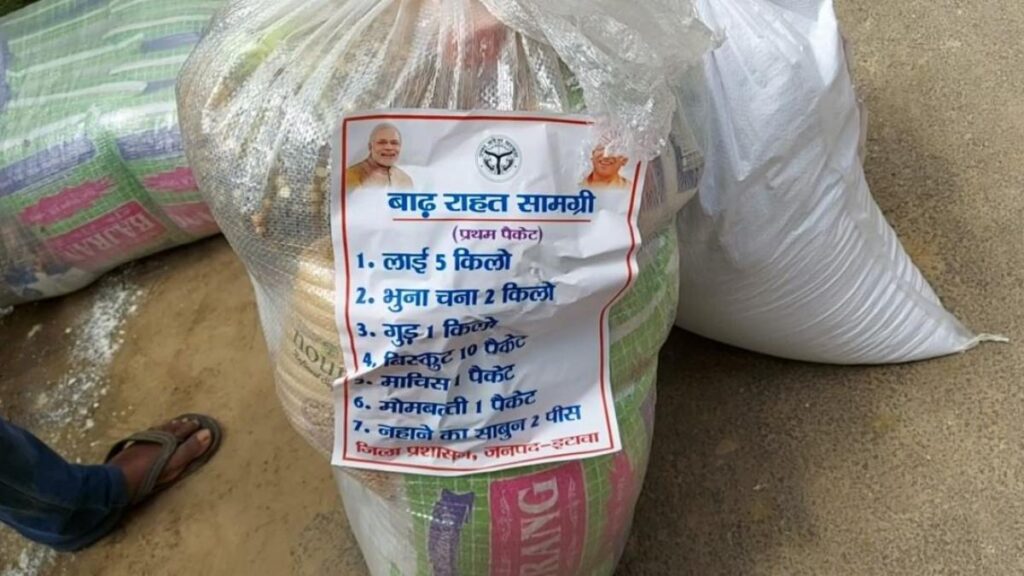 बाढ़ राहत सामग्री
(प्रथम पैकेट)
1. लाई 5 किलो
2. भुना चना 2 किलो
3. गुड़ 1 किलो
4. बिस्कुट 10 पैकेट
5. माचिस 1 पैकेट
6. मोमबत्ती 1 पैकेट
7. नहाने का साबुन 2 पीस
जिला प्रशासन, जनपद-इटावा